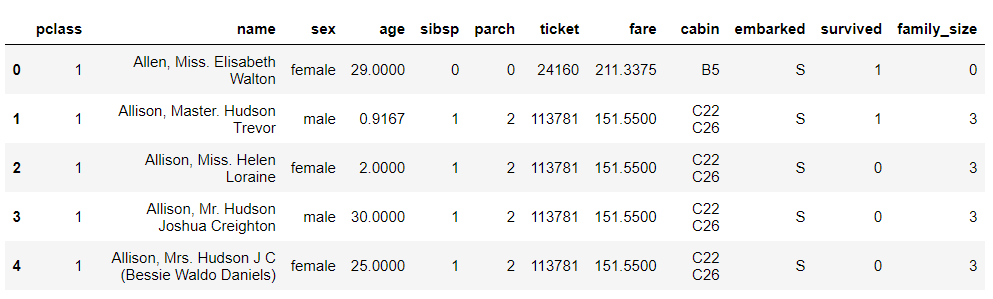 pclass name sex age sibsp parch ticket fare cabin embarked survived family_size
0 1 Allen, Miss. Elisabeth Walton female 29.0000 0 0 24160 211.3375 B5 S 1 0
1 1 Allison, Master. Hudson Trevor male 0.9167 1 2 113781 151.5500 C22 C26 S 1 3
2 1 Allison, Miss. Helen Loraine female 2.0000 1 2 113781 151.5500 C22 C26 S 0 3
3 1 Allison, Mr. Hudson Joshua Creighton male 30.0000 1 2 113781 151.5500 C22 C26 S 0 3
4 1 Allison, Mrs. Hudson J C (Bessie Waldo Daniels) female 25.0000 1 2 113781 151.5500 C22 C26 S 0 3